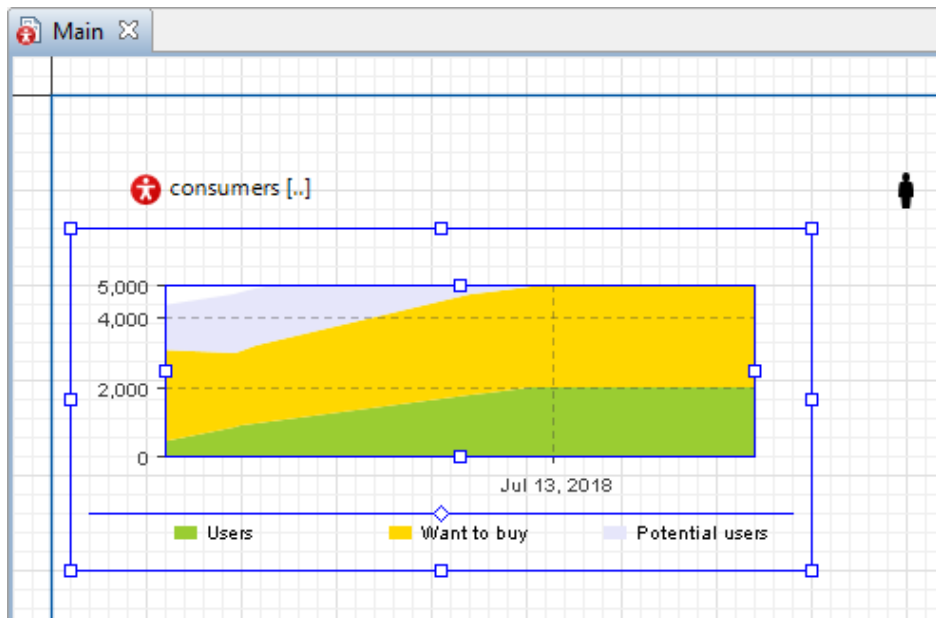 Main
consumers [..]
5,000
4,000
2,000
0
Jul 13, 2018
Users Want to buy Potential users